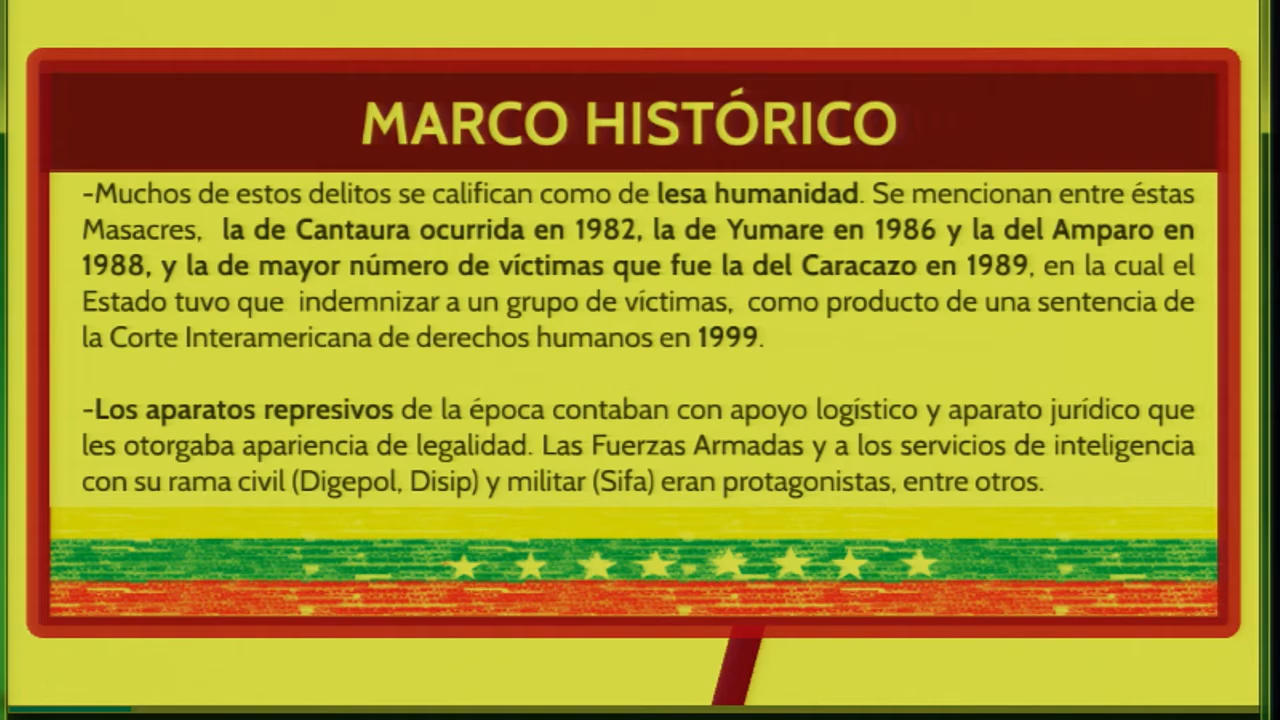 MARCO HISTÓRICO
-Muchos de estos delitos se califican como de lesa humanidad. Se mencionan entre éstas
Masacres, la de Cantaura ocurrida en 1982, la de Yumare en 1986 y la del Amparo en
1988, y la de mayor número de víctimas que fue la del Caracazo en 1989, en la cual el
Estado tuvo que indemnizar a un grupo de víctimas, como producto de una sentencia de
la Corte Interamericana de derechos humanos en 1999.
-Los aparatos represivos de la época contaban con apoyo logístico y aparato jurídico que
les otorgaba apariencia de legalidad. Las Fuerzas Armadas y a los servicios de inteligencia
con su rama civil (Digepol, Disip) y militar (Sifa) eran protagonistas, entre otros.